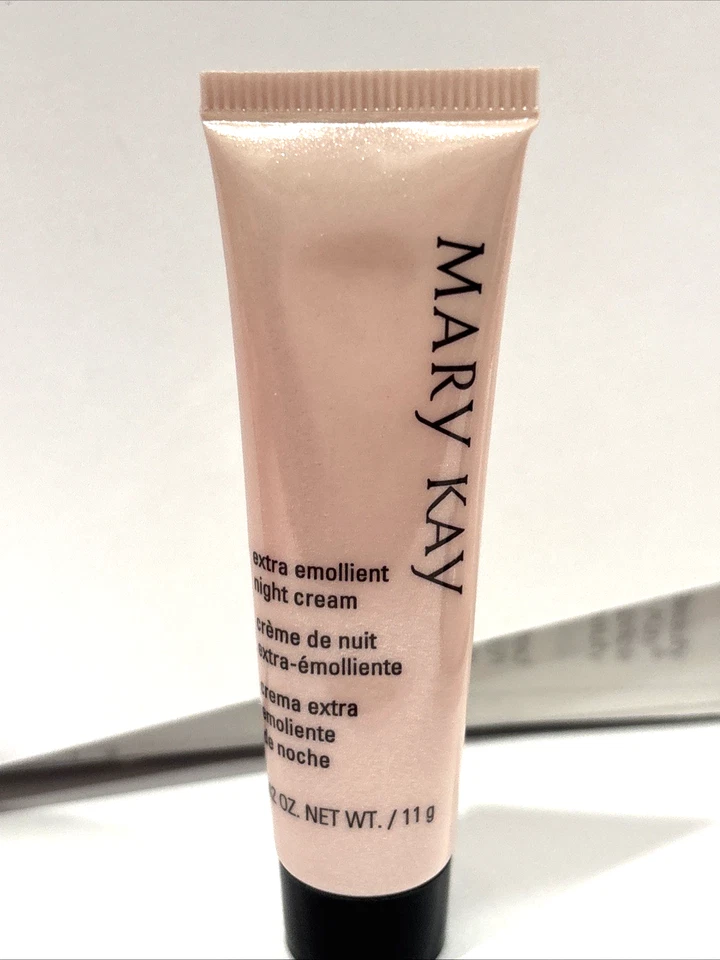 MARY KAY
extra emollient
night cream
crème de nuit
extra-émolliente
crema extra
emoliente
de noche
OZ. NET WT. / 11 g